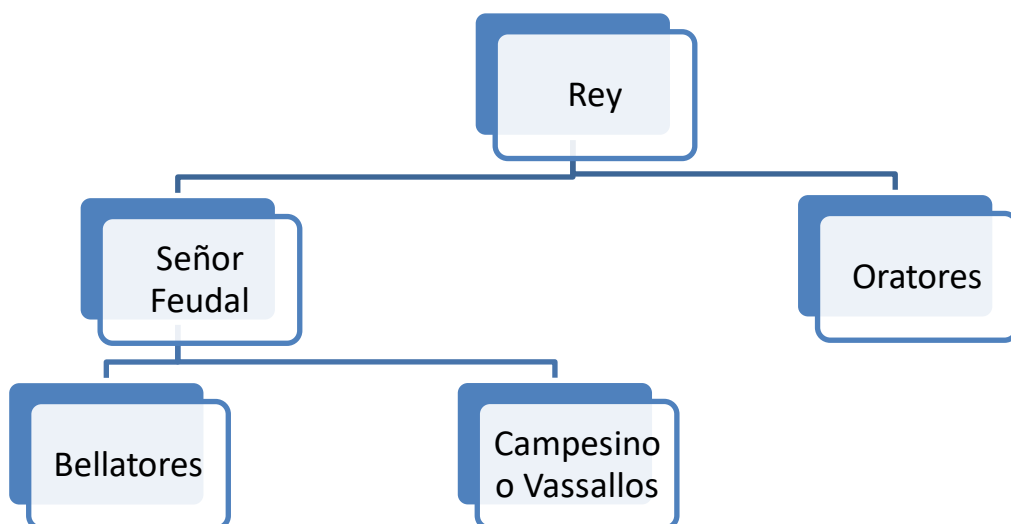 Rey
Señor
Feudal
Oratores
Bellatores
Campesino
o Vassallos